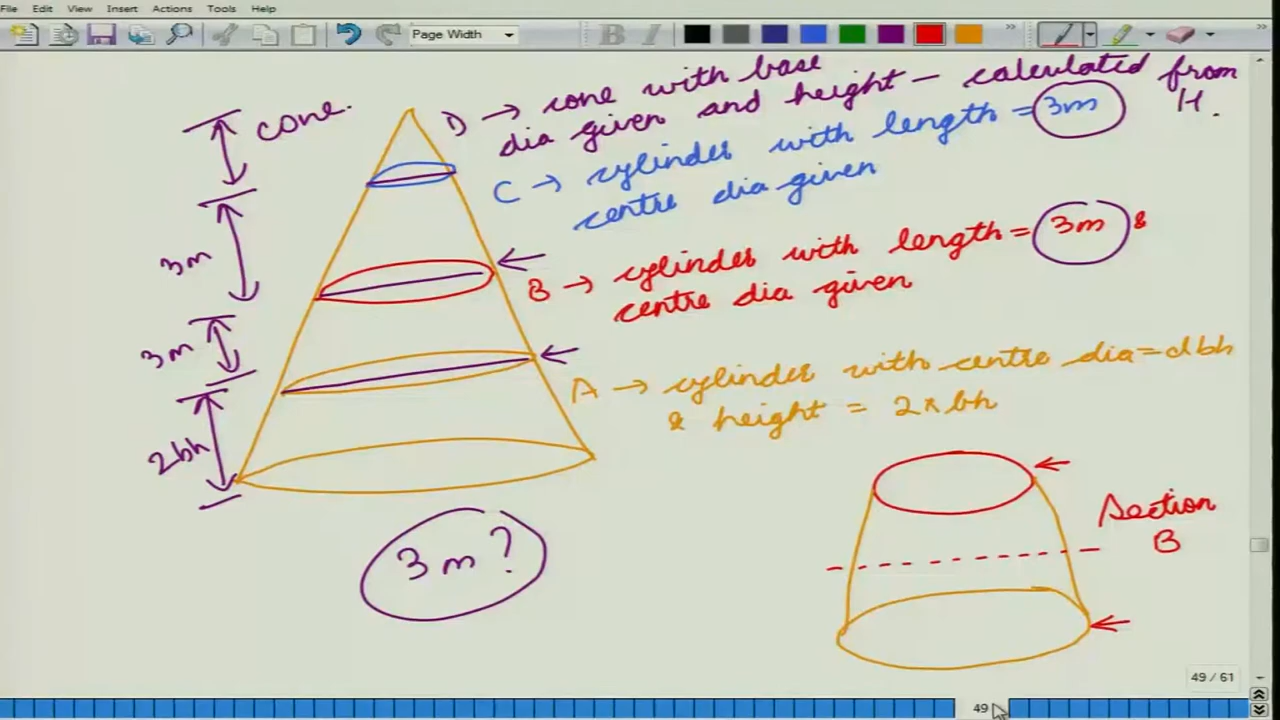 File Edit View Insert Actions Tools Help
Page Width
cone.
D → cone with base
dia given and height — calculated from
H.
C → cylinder with length = 3m
centre dia given
3m
B → cylinder with length = 3m &
centre dia given
3m
A → cylinder with centre dia = dbh
& height = 2 x bh
2bh
3m ?
Section
B
49 / 61
49